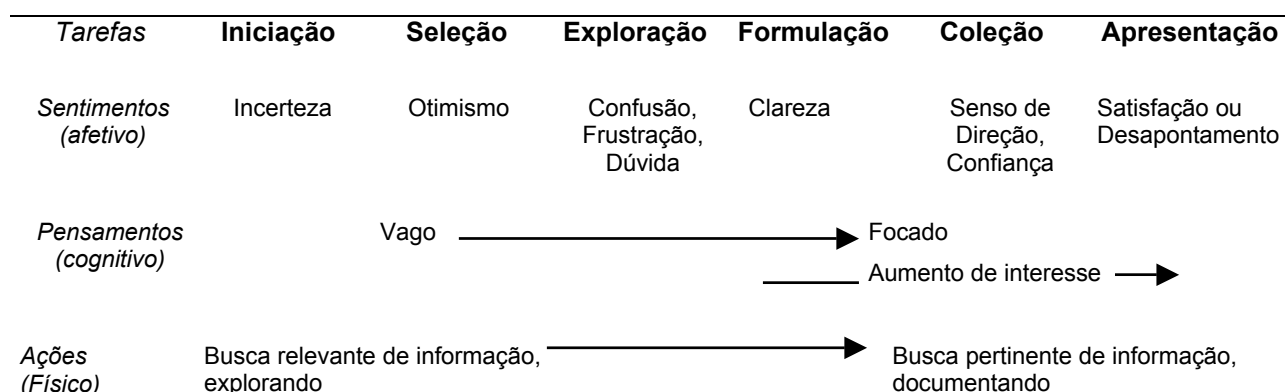 Tarefas Iniciação Seleção Exploração Formulação Coleção Apresentação
Sentimentos (afetivo) Incerteza Otimismo Confusão, Frustração, Dúvida Clareza Senso de Direção, Confiança Satisfação ou Desapontamento
Pensamentos (cognitivo) Vago Focado
Aumento de interesse
Ações (Físico) Busca relevante de informação, explorando Busca pertinente de informação, documentando